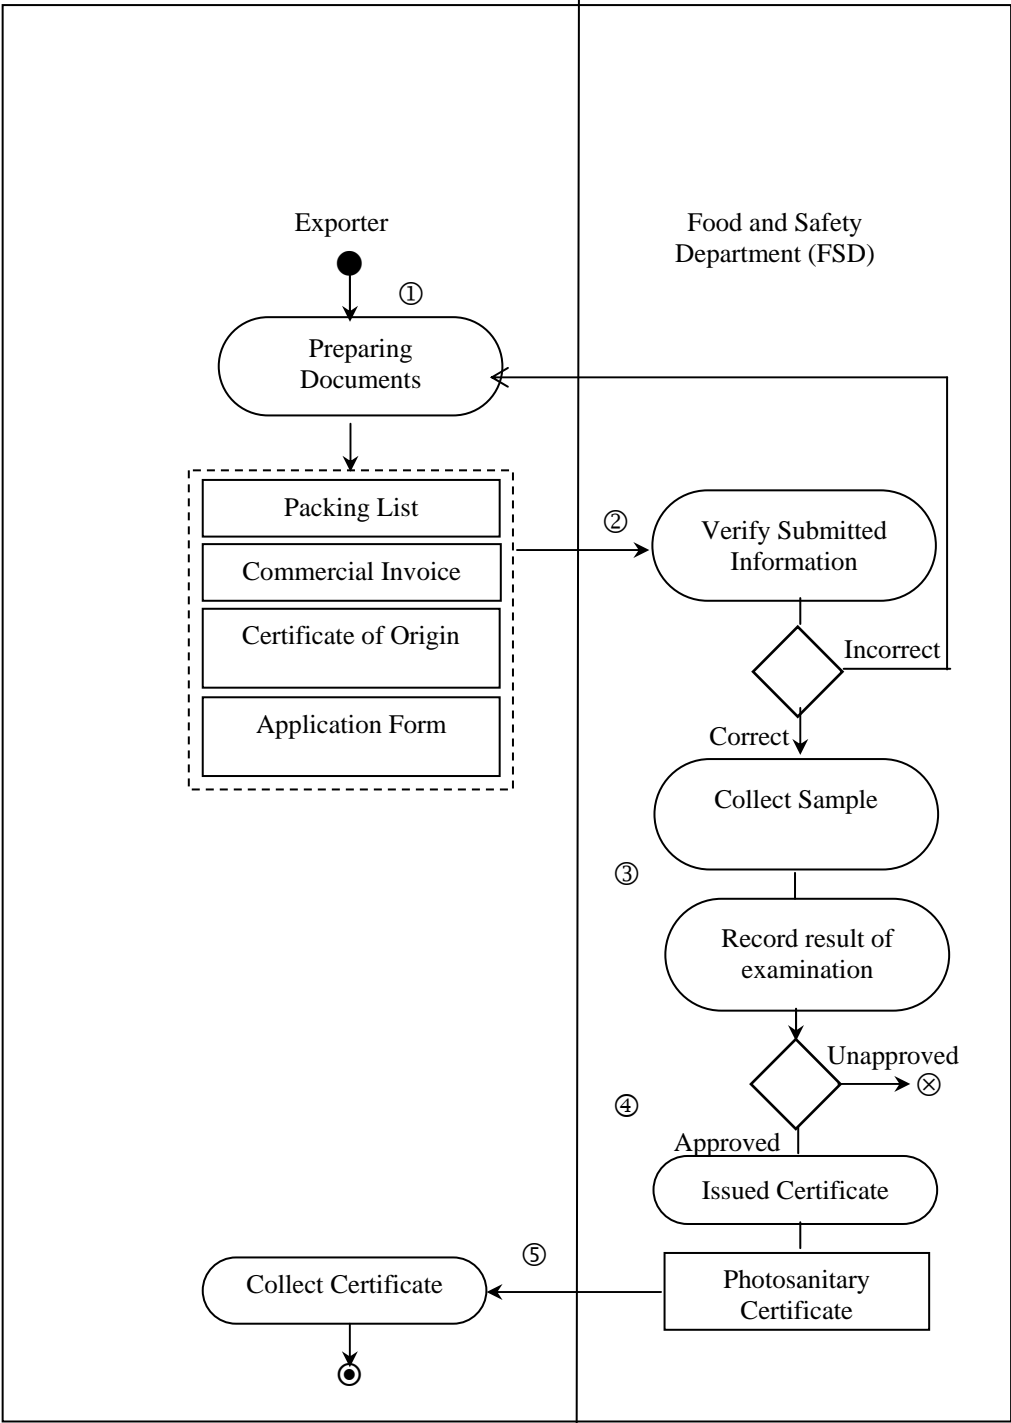 Exporter
Food and Safety
Department (FSD)
①
Preparing
Documents
Packing List
②
Verify Submitted
Information
Commercial Invoice
Certificate of Origin
Incorrect
Application Form
Correct
Collect Sample
③
Record result of
examination
Unapproved
④
Approved
Issued Certificate
⑤
Collect Certificate
Photosanitary
Certificate